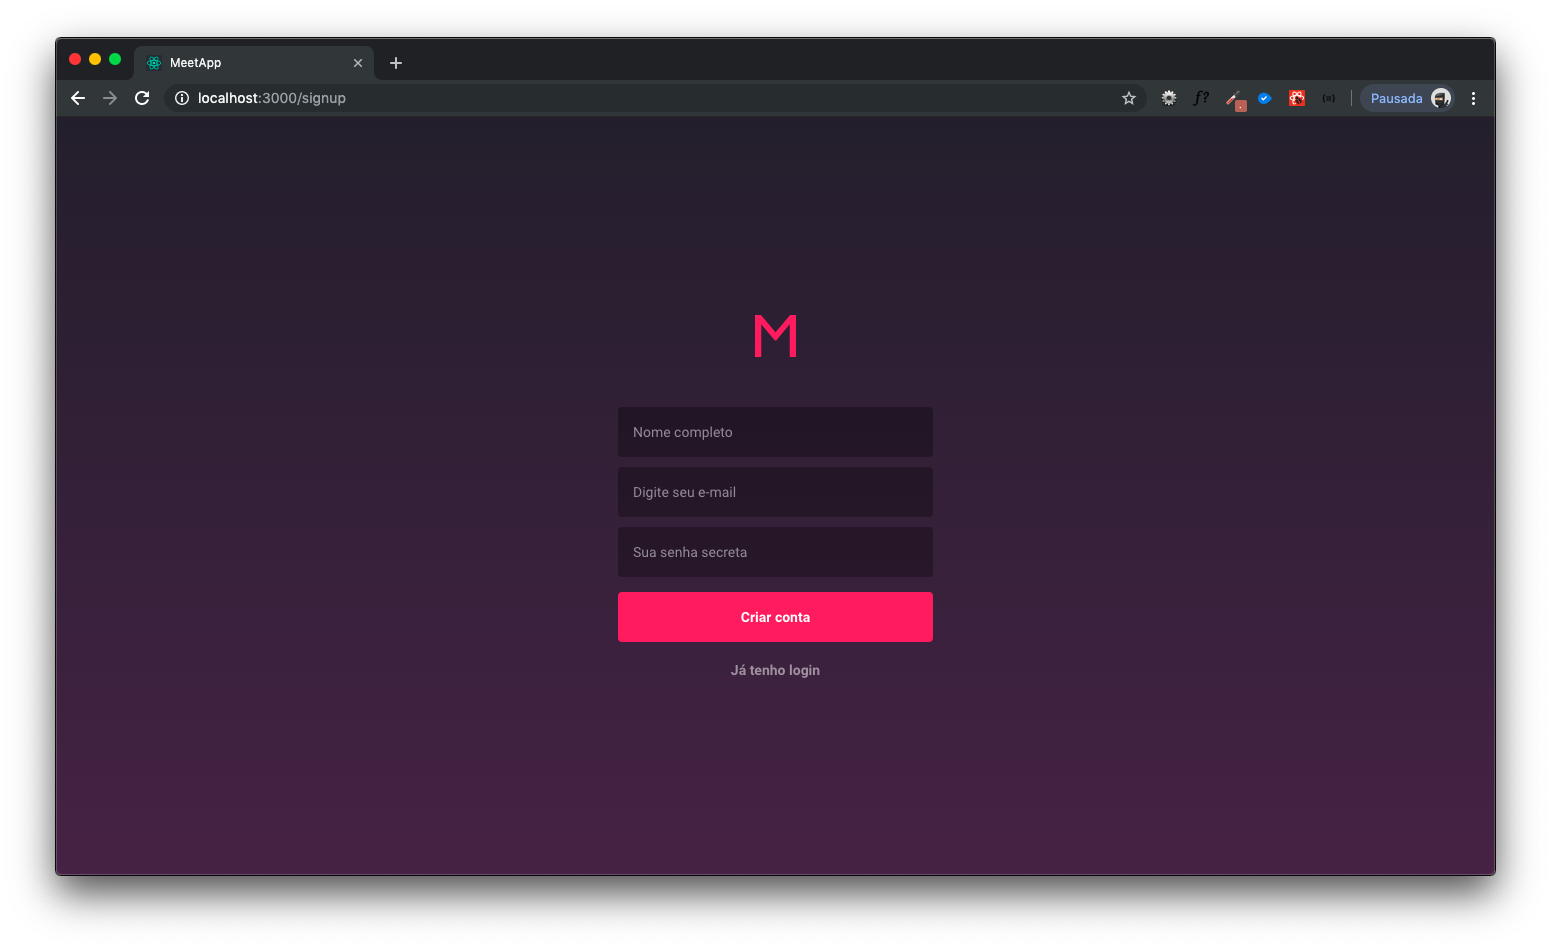 MeetApp
localhost:3000/signup
f?
Pausada
M
Nome completo
Digite seu e-mail
Sua senha secreta
Criar conta
Já tenho login